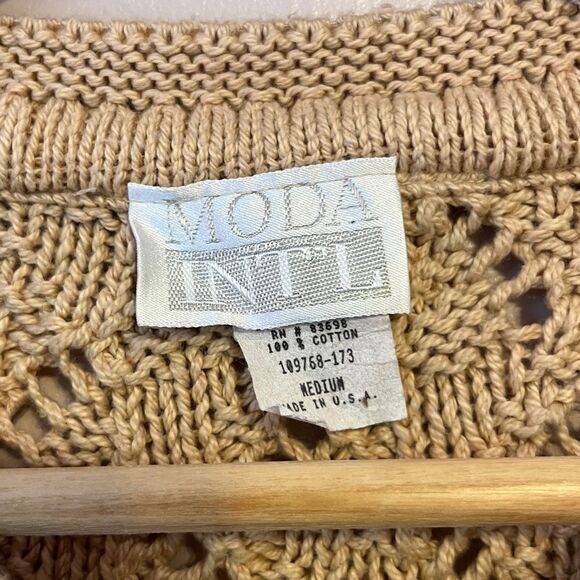 MODA
INT'L
RN # 83698
100 % COTTON
109768-173
MEDIUM
MADE IN U.S.A.